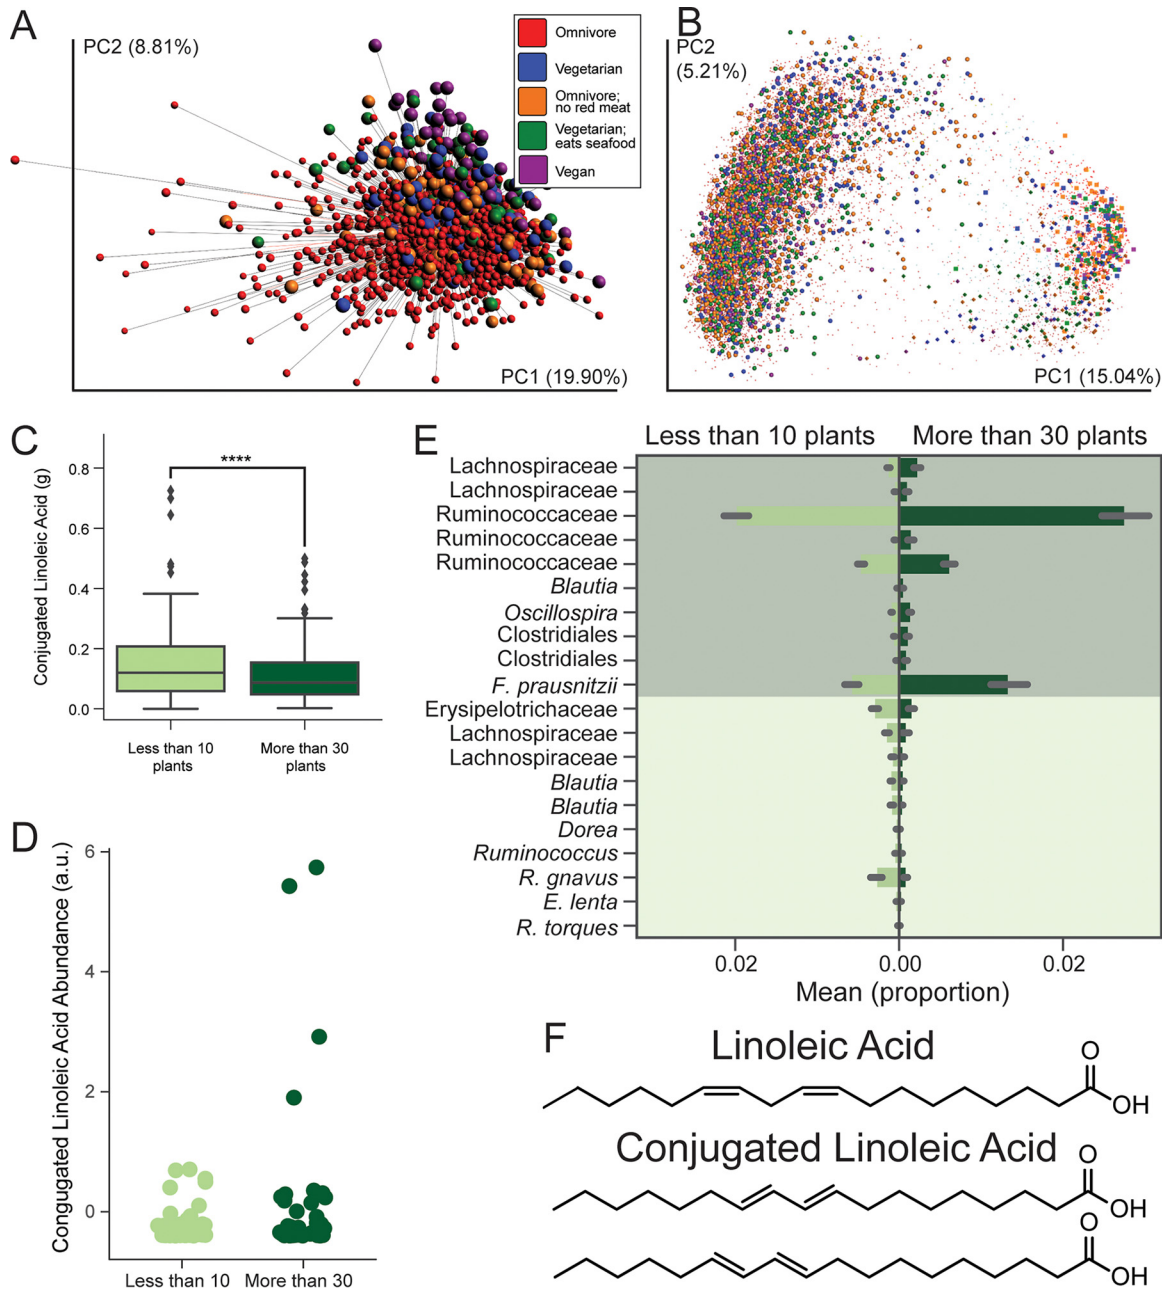 A
PC2 (8.81%)
Omnivore
Vegetarian
Omnivore;
no red meat
Vegetarian;
eats seafood
Vegan
PC1 (19.90%)
B
PC2
(5.21%)
PC1 (15.04%)
C
Conjugated Linoleic Acid (g)
0.8
0.6
0.4
0.2
0.0
****
Less than 10
plants
More than 30
plants
D
Congugated Linoleic Acid Abundance (a.u.)
6
4
2
0
Less than 10
More than 30
E
Less than 10 plants
More than 30 plants
Lachnospiraceae
Lachnospiraceae
Ruminococcaceae
Ruminococcaceae
Ruminococcaceae
Blautia
Oscillospira
Clostridiales
Clostridiales
F. prausnitzii
Erysipelotrichaceae
Lachnospiraceae
Lachnospiraceae
Blautia
Blautia
Dorea
Ruminococcus
R. gnavus
E. lenta
R. torques
0.02
0.00
0.02
Mean (proportion)
F
Linoleic Acid
O
OH
Conjugated Linoleic Acid
O
OH
O
OH